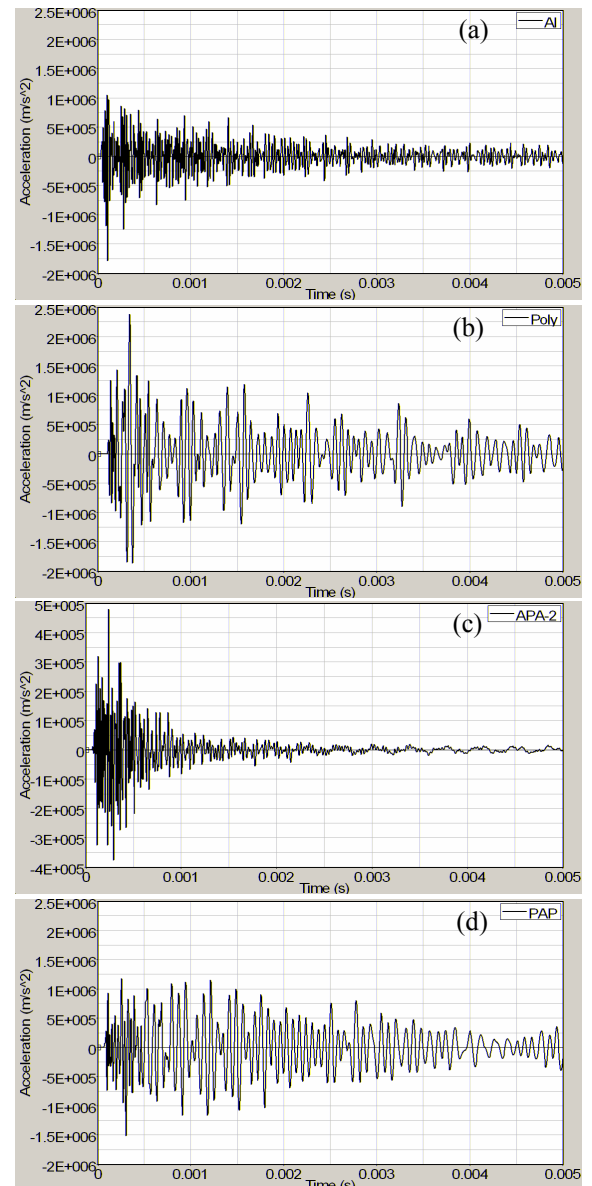 (a)
Al
2.5E+006
2E+006
1.5E+006
1E+006
5E+005
0
-5E+005
-1E+006
-1.5E+006
-2E+006
Acceleration (m/s^2)
0 0.001 0.002 0.003 0.004 0.005
Time (s)
(b)
Poly
2.5E+006
2E+006
1.5E+006
1E+006
5E+005
0
-5E+005
-1E+006
-1.5E+006
-2E+006
Acceleration (m/s^2)
0 0.001 0.002 0.003 0.004 0.005
Time (s)
(c)
APA-2
5E+005
4E+005
3E+005
2E+005
1E+005
0
-1E+005
-2E+005
-3E+005
-4E+005
Acceleration (m/s^2)
0 0.001 0.002 0.003 0.004 0.005
Time (s)
(d)
PAP
2.5E+006
2E+006
1.5E+006
1E+006
5E+005
0
-5E+005
-1E+006
-1.5E+006
-2E+006
Acceleration (m/s^2)
0 0.001 0.002 0.003 0.004 0.005
Time (s)